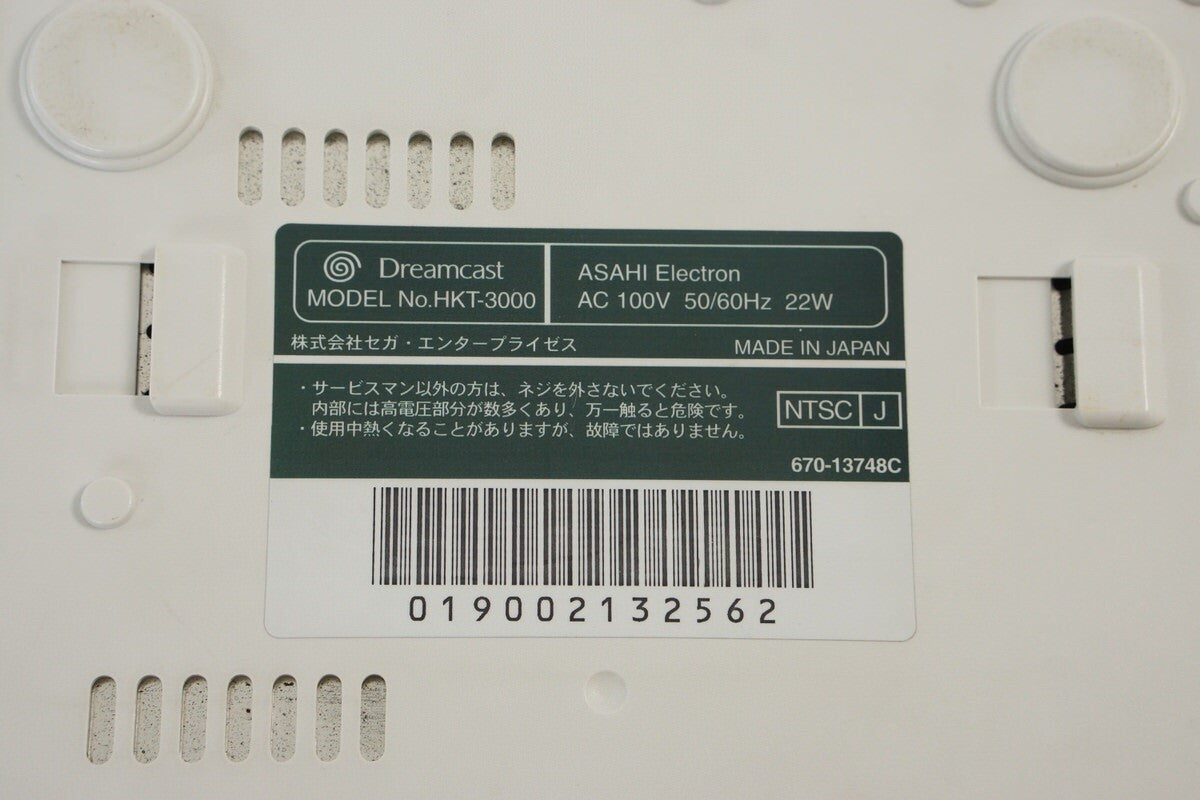 Dreamcast
MODEL No.HKT-3000
ASAHI Electron
AC 100V 50/60Hz 22W
株式会社セガ・エンタープライゼス
MADE IN JAPAN
・サービスマン以外の方は、ネジを外さないでください。
内部には高電圧部分が数多くあり、万一触ると危険です。
・使用中熱くなることがありますが、故障ではありません。
NTSC J
670-13748C
019002132562